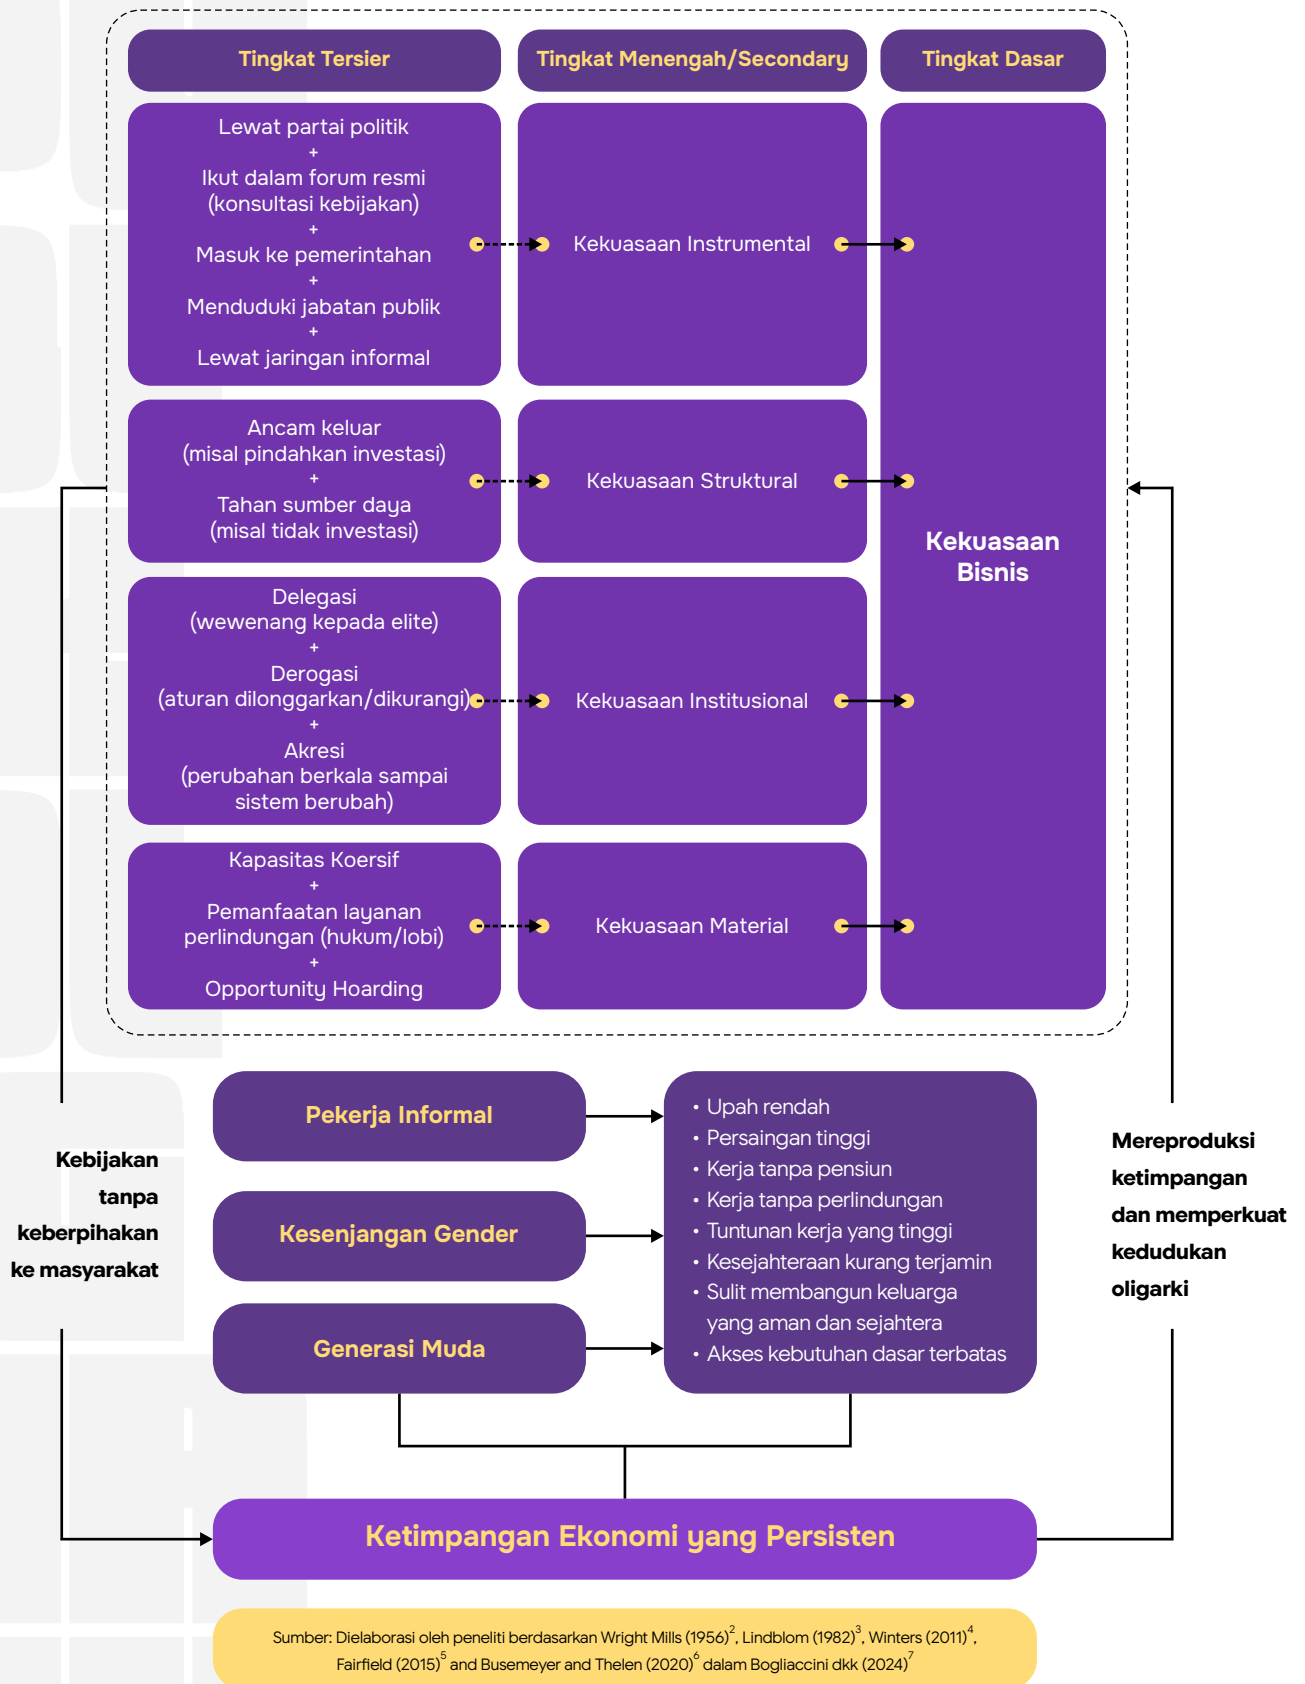 Tingkat Tersier
Tingkat Menengah/Secondary
Tingkat Dasar
Lewat partai politik
+
Ikut dalam forum resmi
(konsultasi kebijakan)
+
Masuk ke pemerintahan
+
Menduduki jabatan publik
+
Lewat jaringan informal
Kekuasaan Instrumental
Ancam keluar
(misal pindahkan investasi)
+
Tahan sumber daya
(misal tidak investasi)
Kekuasaan Struktural
Delegasi
(wewenang kepada elite)
+
Derogasi
(aturan dilonggarkan/dikurangi)
+
Akresi
(perubahan berkala sampai
sistem berubah)
Kekuasaan Institusional
Kapasitas Koersif
+
Pemanfaatan layanan
perlindungan (hukum/lobi)
+
Opportunity Hoarding
Kekuasaan Material
Kekuasaan
Bisnis
Kebijakan
tanpa
keberpihakan
ke masyarakat
Pekerja Informal
Kesenjangan Gender
Generasi Muda
• Upah rendah
• Persaingan tinggi
• Kerja tanpa pensiun
• Kerja tanpa perlindungan
• Tuntunan kerja yang tinggi
• Kesejahteraan kurang terjamin
• Sulit membangun keluarga
yang aman dan sejahtera
• Akses kebutuhan dasar terbatas
Mereproduksi
ketimpangan
dan memperkuat
kedudukan
oligarki
Ketimpangan Ekonomi yang Persisten
Sumber: Dielaborasi oleh peneliti berdasarkan Wright Mills (1956)², Lindblom (1982)³, Winters (2011)⁴,
Fairfield (2015)⁵ and Busemeyer and Thelen (2020)⁶ dalam Bogliaccini dkk (2024)⁷